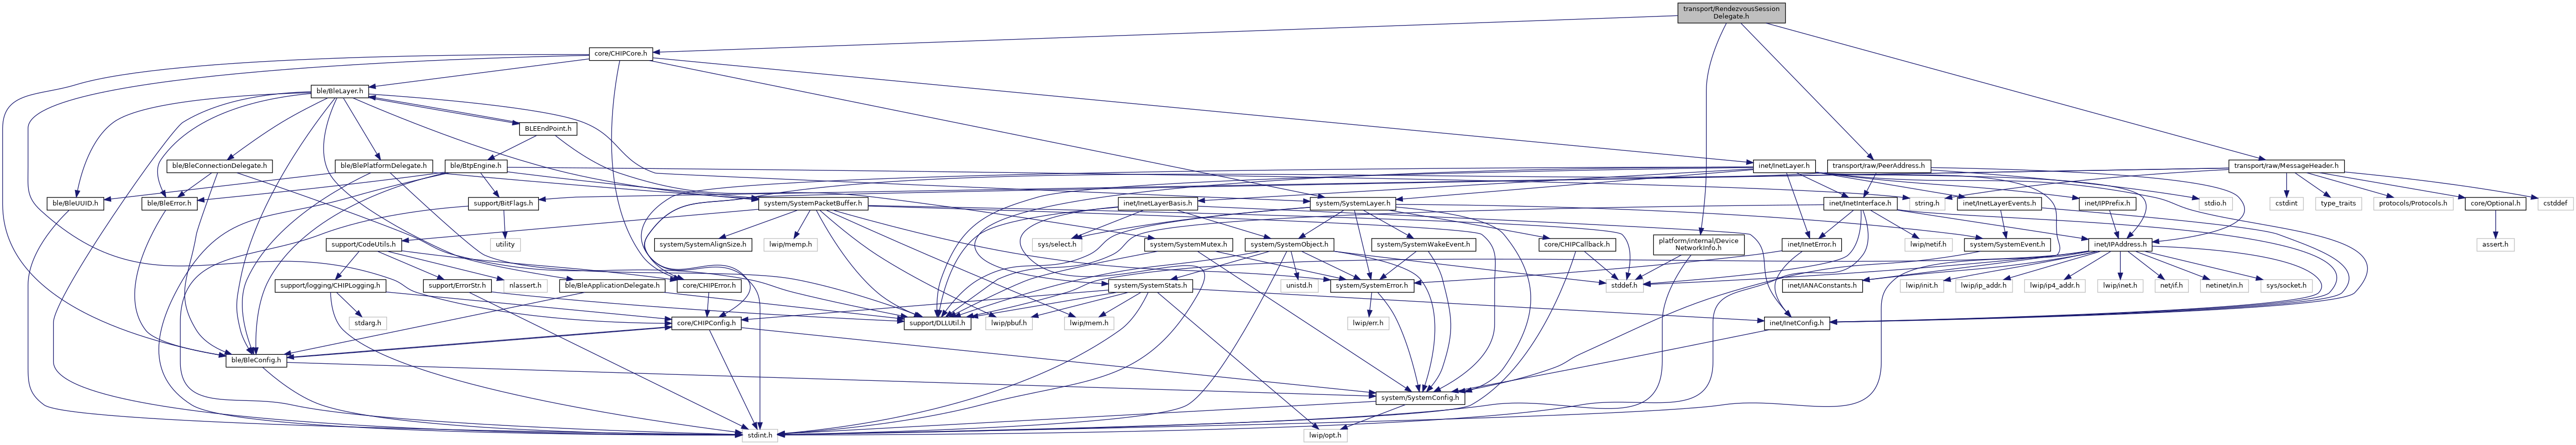 transport/RendezvousSession
Delegate.h
core/CHIPCore.h
ble/BleLayer.h
BLEEndPoint.h
ble/BleConnectionDelegate.h
ble/BlePlatformDelegate.h
ble/BtpEngine.h
inet/InetLayer.h
transport/raw/PeerAddress.h
transport/raw/MessageHeader.h
ble/BleUUID.h
ble/BleError.h
support/BitFlags.h
system/SystemPacketBuffer.h
inet/InetLayerBasis.h
system/SystemLayer.h
inet/InetInterface.h
string.h
inet/InetLayerEvents.h
inet/IPPrefix.h
stdio.h
cstdint
type_traits
protocols/Protocols.h
core/Optional.h
cstddef
support/CodeUtils.h
utility
system/SystemAlignSize.h
lwip/memp.h
sys/select.h
system/SystemMutex.h
system/SystemObject.h
system/SystemWakeEvent.h
core/CHIPCallback.h
platform/internal/Device
NetworkInfo.h
inet/InetError.h
lwip/netif.h
system/SystemEvent.h
inet/IPAddress.h
assert.h
support/logging/CHIPLogging.h
support/ErrorStr.h
nlassert.h
ble/BleApplicationDelegate.h
core/CHIPError.h
system/SystemStats.h
unistd.h
system/SystemError.h
stddef.h
inet/IANAConstants.h
lwip/init.h
lwip/ip_addr.h
lwip/ip4_addr.h
lwip/inet.h
net/if.h
netinet/in.h
sys/socket.h
stdarg.h
core/CHIPConfig.h
support/DLLUtil.h
lwip/pbuf.h
lwip/mem.h
lwip/err.h
inet/InetConfig.h
ble/BleConfig.h
system/SystemConfig.h
stdint.h
lwip/opt.h